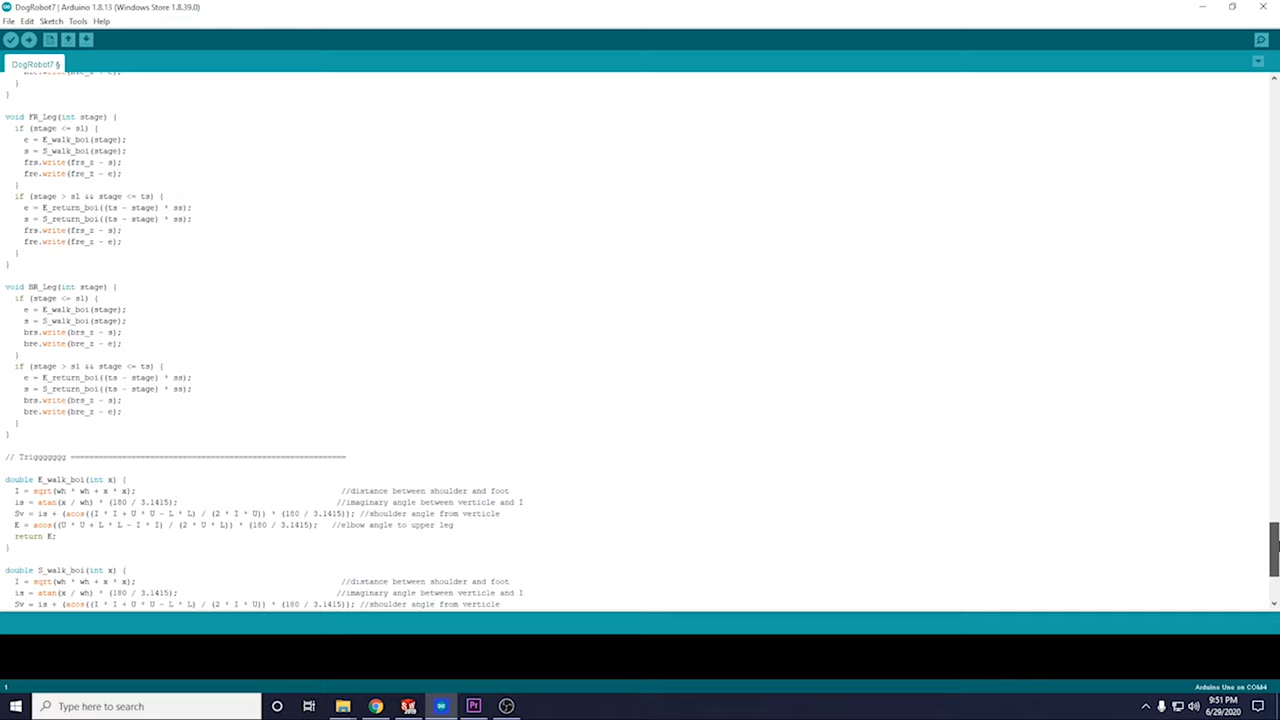 DogRobot7 | Arduino 1.8.13 (Windows Store 1.8.39.0)
File Edit Sketch Tools Help
DogRobot7 §
}
}
void FR_Leg(int stage) {
if (stage <= sl) {
e = E_walk_boi(stage);
s = S_walk_boi(stage);
frs.write(frs_z - s);
fre.write(fre_z - e);
}
if (stage > sl && stage <= ts) {
e = E_return_boi((ts - stage) * ss);
s = S_return_boi((ts - stage) * ss);
frs.write(frs_z - s);
fre.write(fre_z - e);
}
}
void BR_Leg(int stage) {
if (stage <= sl) {
e = E_walk_boi(stage);
s = S_walk_boi(stage);
brs.write(brs_z - s);
bre.write(bre_z - e);
}
if (stage > sl && stage <= ts) {
e = E_return_boi((ts - stage) * ss);
s = S_return_boi((ts - stage) * ss);
brs.write(brs_z - s);
bre.write(bre_z - e);
}
}
// Triggggggg ===========================================================
double E_walk_boi(int x) {
I = sqrt(wh * wh + x * x); //distance between shoulder and foot
is = atan(x / wh) * (180 / 3.1415); //imaginary angle between verticle and I
Sv = is + (acos((I * I + U * U - L * L) / (2 * I * U)) * (180 / 3.1415)); //shoulder angle from verticle
E = acos((U * U + L * L - I * I) / (2 * U * L)) * (180 / 3.1415); //elbow angle to upper leg
return E;
}
double S_walk_boi(int x) {
I = sqrt(wh * wh + x * x); //distance between shoulder and foot
is = atan(x / wh) * (180 / 3.1415); //imaginary angle between verticle and I
Sv = is + (acos((I * I + U * U - L * L) / (2 * I * U)) * (180 / 3.1415)); //shoulder angle from verticle
1
Arduino Uno on COM4
Type here to search
Pr
9:51 PM
6/29/2020